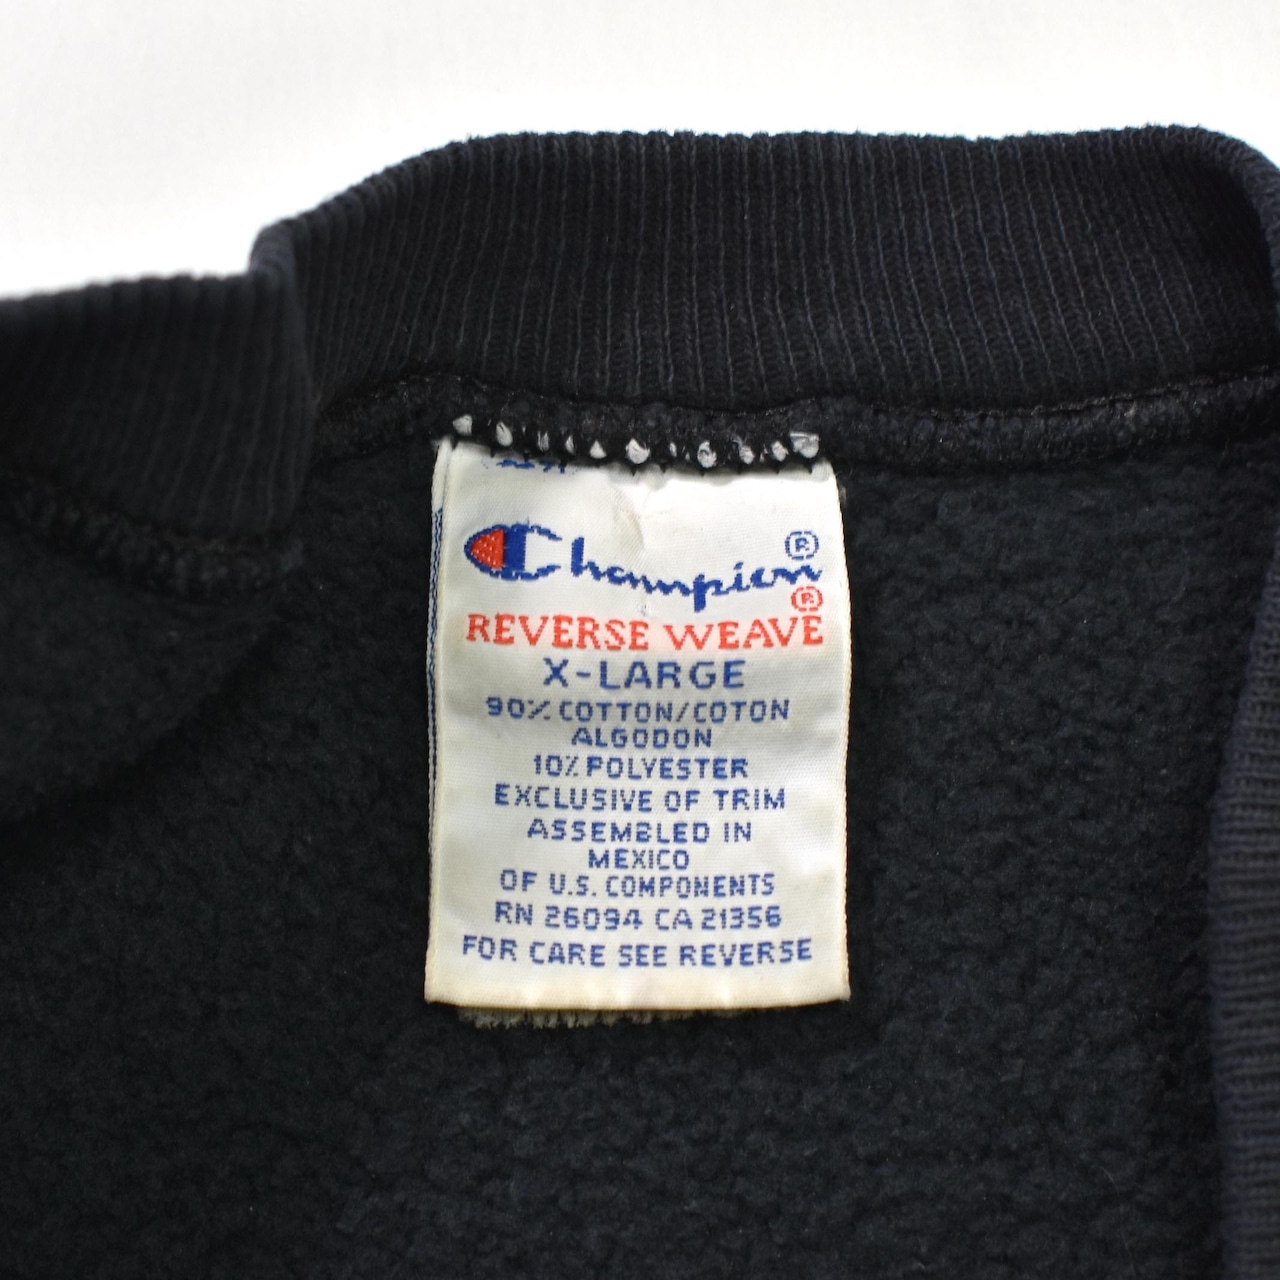 Champion®
®
REVERSE WEAVE
X-LARGE
90% COTTON/COTON
ALGODON
10% POLYESTER
EXCLUSIVE OF TRIM
ASSEMBLED IN
MEXICO
OF U.S. COMPONENTS
RN 26094 CA 21356
FOR CARE SEE REVERSE